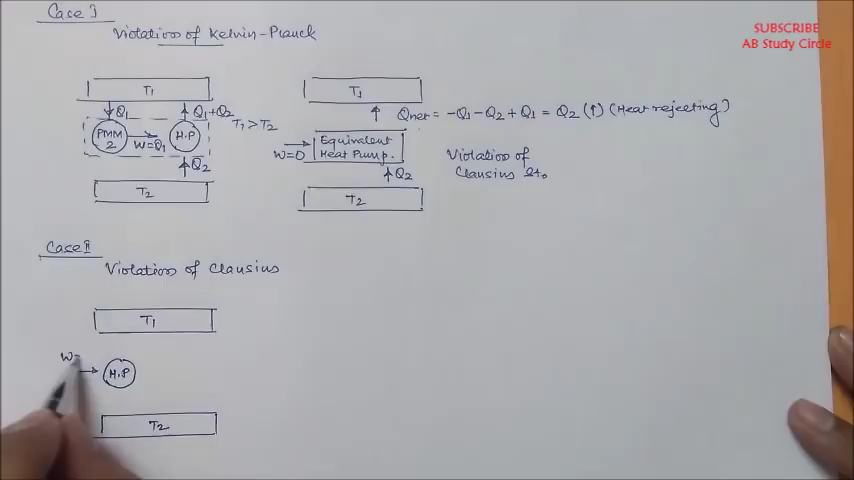 Case I
Violation of Kelvin-Planck
SUBSCRIBE
AB Study Circle
T1
Q1
Q1+Q2
PMM
2
W=Q1
H.P
T1>T2
Q2
T2
T1
Qnet = -Q1-Q2+Q1 = Q2 (↑) (Heat rejecting)
W=0
Equivalent
Heat Pump.
Q2
T2
Violation of
Clausius St.
Case II
Violation of Clausius
T1
W=
H.P
T2